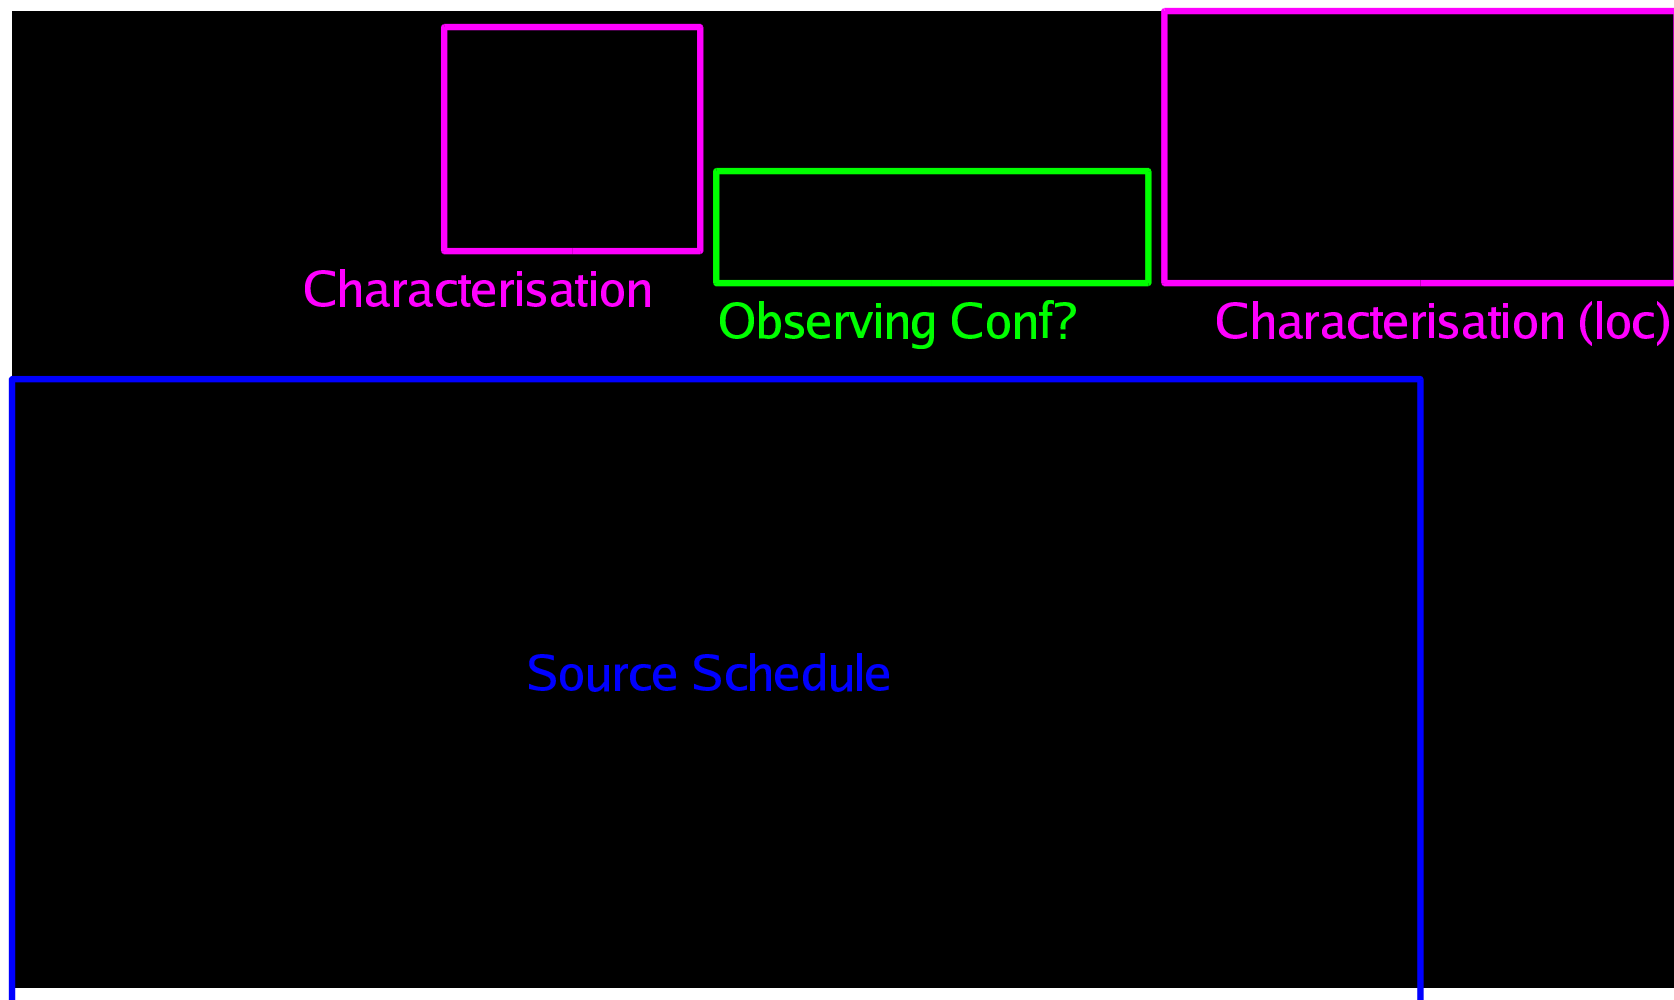 Characterisation
Observing Conf?
Characterisation (loc)
Source Schedule